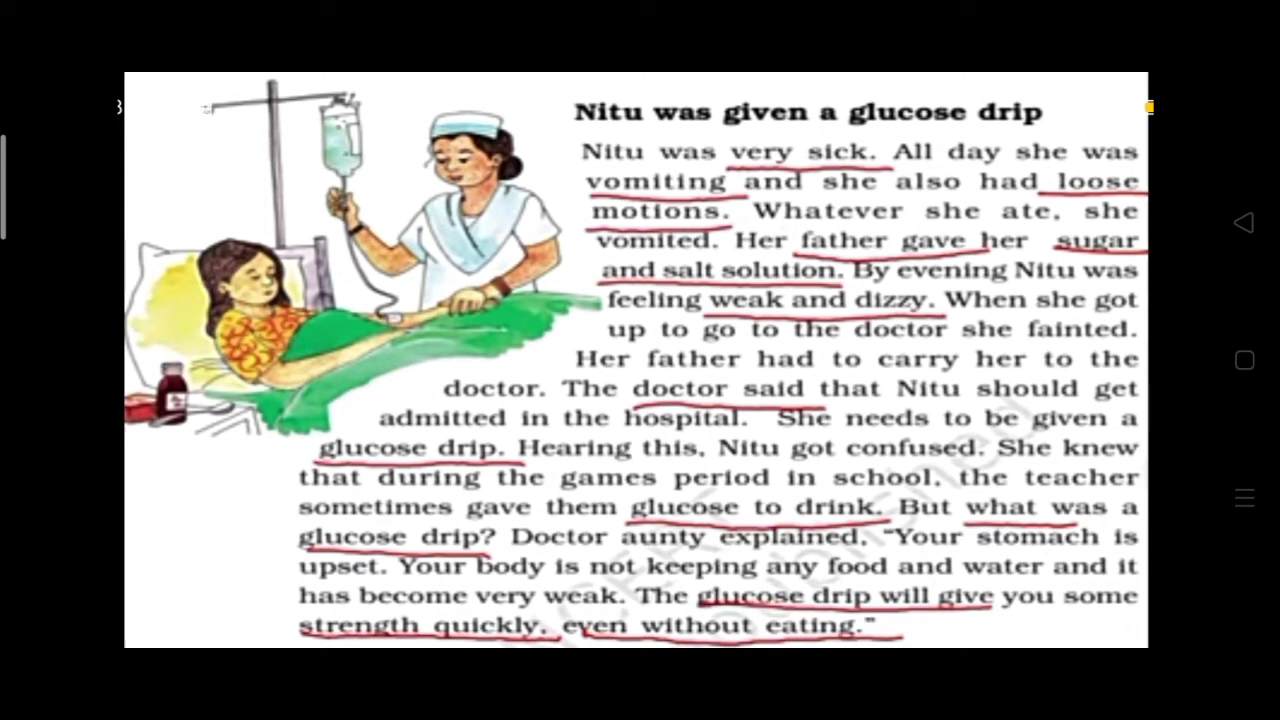 Nitu was given a glucose drip
Nitu was very sick. All day she was
vomiting and she also had loose
motions. Whatever she ate, she
vomited. Her father gave her sugar
and salt solution. By evening Nitu was
feeling weak and dizzy. When she got
up to go to the doctor she fainted.
Her father had to carry her to the
doctor. The doctor said that Nitu should get
admitted in the hospital. She needs to be given a
glucose drip. Hearing this, Nitu got confused. She knew
that during the games period in school, the teacher
sometimes gave them glucose to drink. But what was a
glucose drip? Doctor aunty explained, “Your stomach is
upset. Your body is not keeping any food and water and it
has become very weak. The glucose drip will give you some
strength quickly, even without eating.”